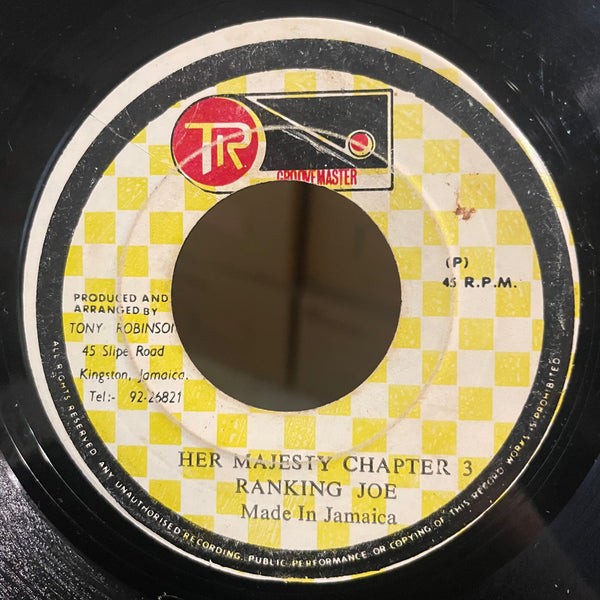 TR
GROOVEMASTER
(P)
45 R.P.M.
PRODUCED AND
ARRANGED BY
TONY ROBINSON
45 Slipe Road
Kingston, Jamaica.
Tel:- 92-26821
HER MAJESTY CHAPTER 3
RANKING JOE
Made In Jamaica
ALL RIGHTS RESERVED ANY UNAUTHORISED RECORDING, PUBLIC PERFORMANCE OR COPYING OF THIS RECORD WORKS IS PROHIBITED